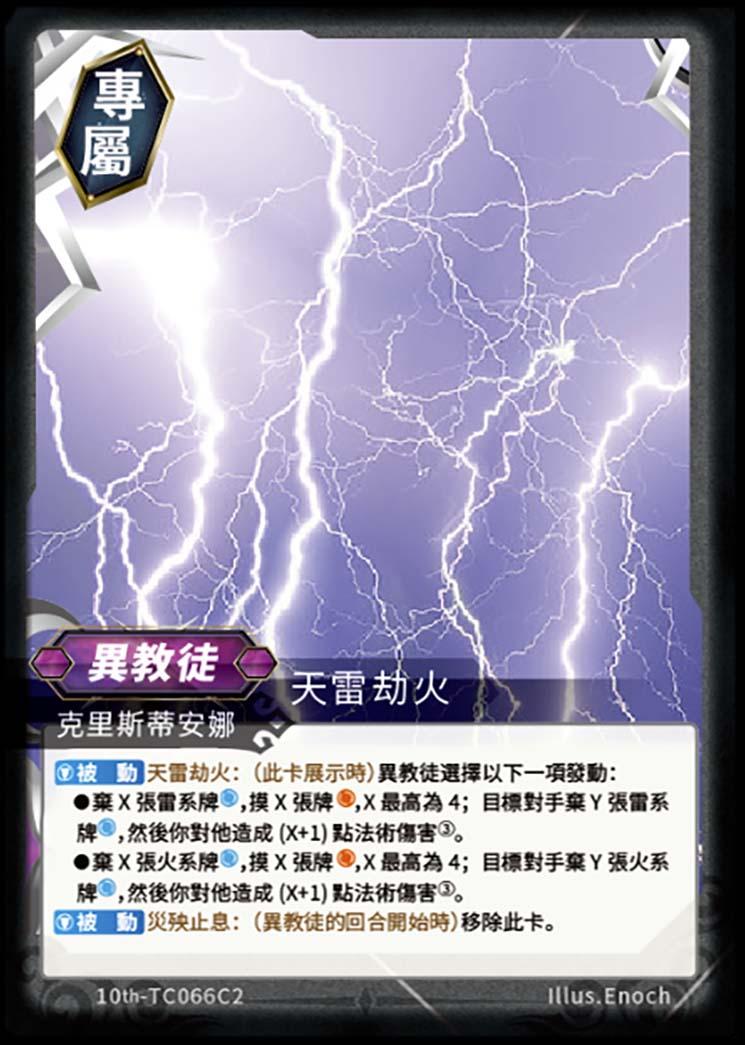 專
屬
異教徒
天雷劫火
克里斯蒂安娜
被 動 天雷劫火：（此卡展示時）異教徒選擇以下一項發動：
●棄 X 張雷系牌，摸 X 張牌，X 最高為 4；目標對手棄 Y 張雷系
牌，然後你對他造成 (X+1) 點法術傷害③。
●棄 X 張火系牌，摸 X 張牌，X 最高為 4；目標對手棄 Y 張火系
牌，然後你對他造成 (X+1) 點法術傷害③。
被 動 災殃止息：（異教徒的回合開始時）移除此卡。
10th-TC066C2
Illus.Enoch